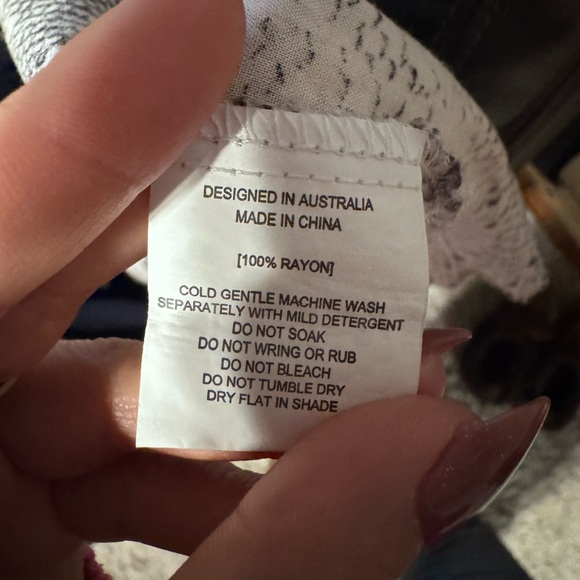 DESIGNED IN AUSTRALIA
MADE IN CHINA
[100% RAYON]
COLD GENTLE MACHINE WASH
SEPARATELY WITH MILD DETERGENT
DO NOT SOAK
DO NOT WRING OR RUB
DO NOT BLEACH
DO NOT TUMBLE DRY
DRY FLAT IN SHADE